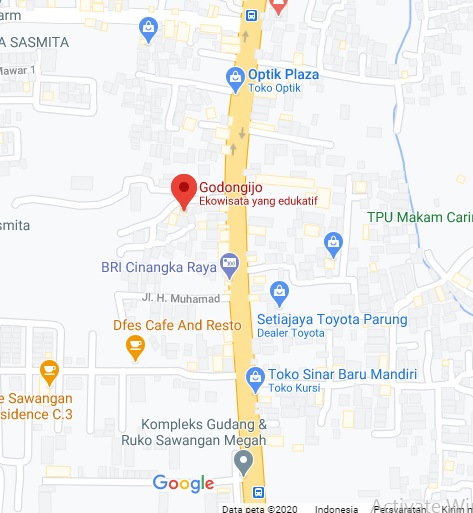 arm
A SASMITA
Mawar 1
Optik Plaza
Toko Optik
Godongijo
Ekowisata yang edukatif
smita
TPU Makam Carin
BRI Cinangka Raya
Jl. H. Muhamad
Setiajaya Toyota Parung
Dealer Toyota
Dfes Cafe And Resto
Toko Sinar Baru Mandiri
Toko Kursi
e Sawangan
esidence C.3
Kompleks Gudang &
Ruko Sawangan Megah
Google
Activate Wi
Data peta ©2020 Indonesia Persyaratan Kirim